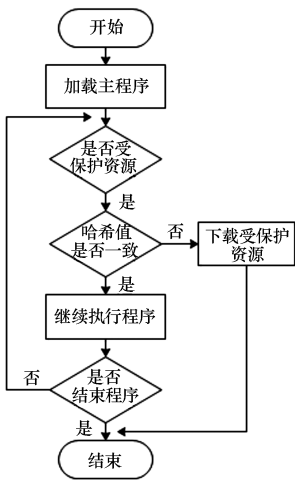 开始
加载主程序
是否受
保护资源
是
哈希值
是否一致
否
下载受保护
资源
是
继续执行程序
否
是否
结束程序
是
结束